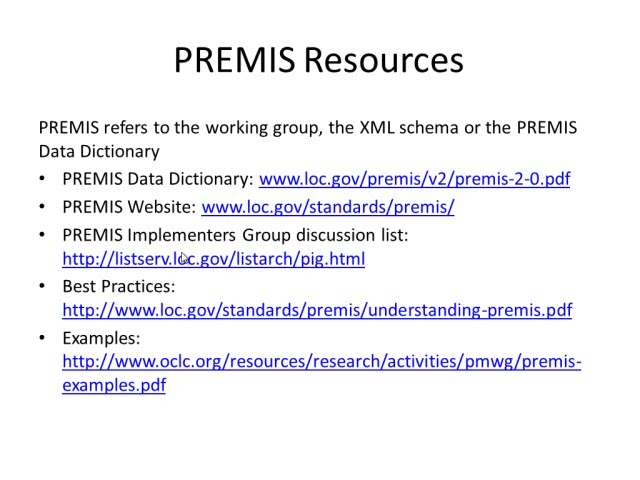 PREMIS Resources
PREMIS refers to the working group, the XML schema or the PREMIS
Data Dictionary
• PREMIS Data Dictionary: www.loc.gov/premis/v2/premis-2-0.pdf
• PREMIS Website: www.loc.gov/standards/premis/
• PREMIS Implementers Group discussion list:
http://listserv.loc.gov/listarch/pig.html
• Best Practices:
http://www.loc.gov/standards/premis/understanding-premis.pdf
• Examples:
http://www.oclc.org/resources/research/activities/pmwg/premis-
examples.pdf